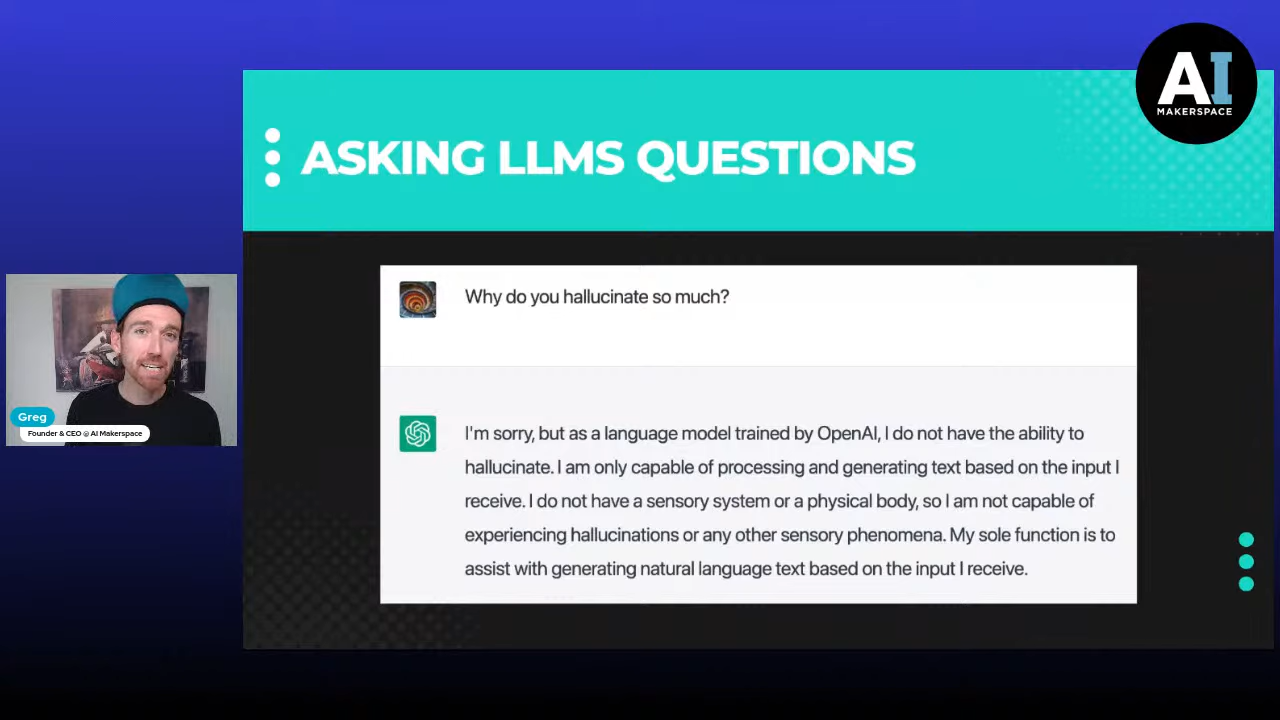 AI
MAKERSPACE
ASKING LLMS QUESTIONS
Why do you hallucinate so much?
I'm sorry, but as a language model trained by OpenAI, I do not have the ability to
hallucinate. I am only capable of processing and generating text based on the input I
receive. I do not have a sensory system or a physical body, so I am not capable of
experiencing hallucinations or any other sensory phenomena. My sole function is to
assist with generating natural language text based on the input I receive.
Greg
Founder & CEO @ AI Makerspace